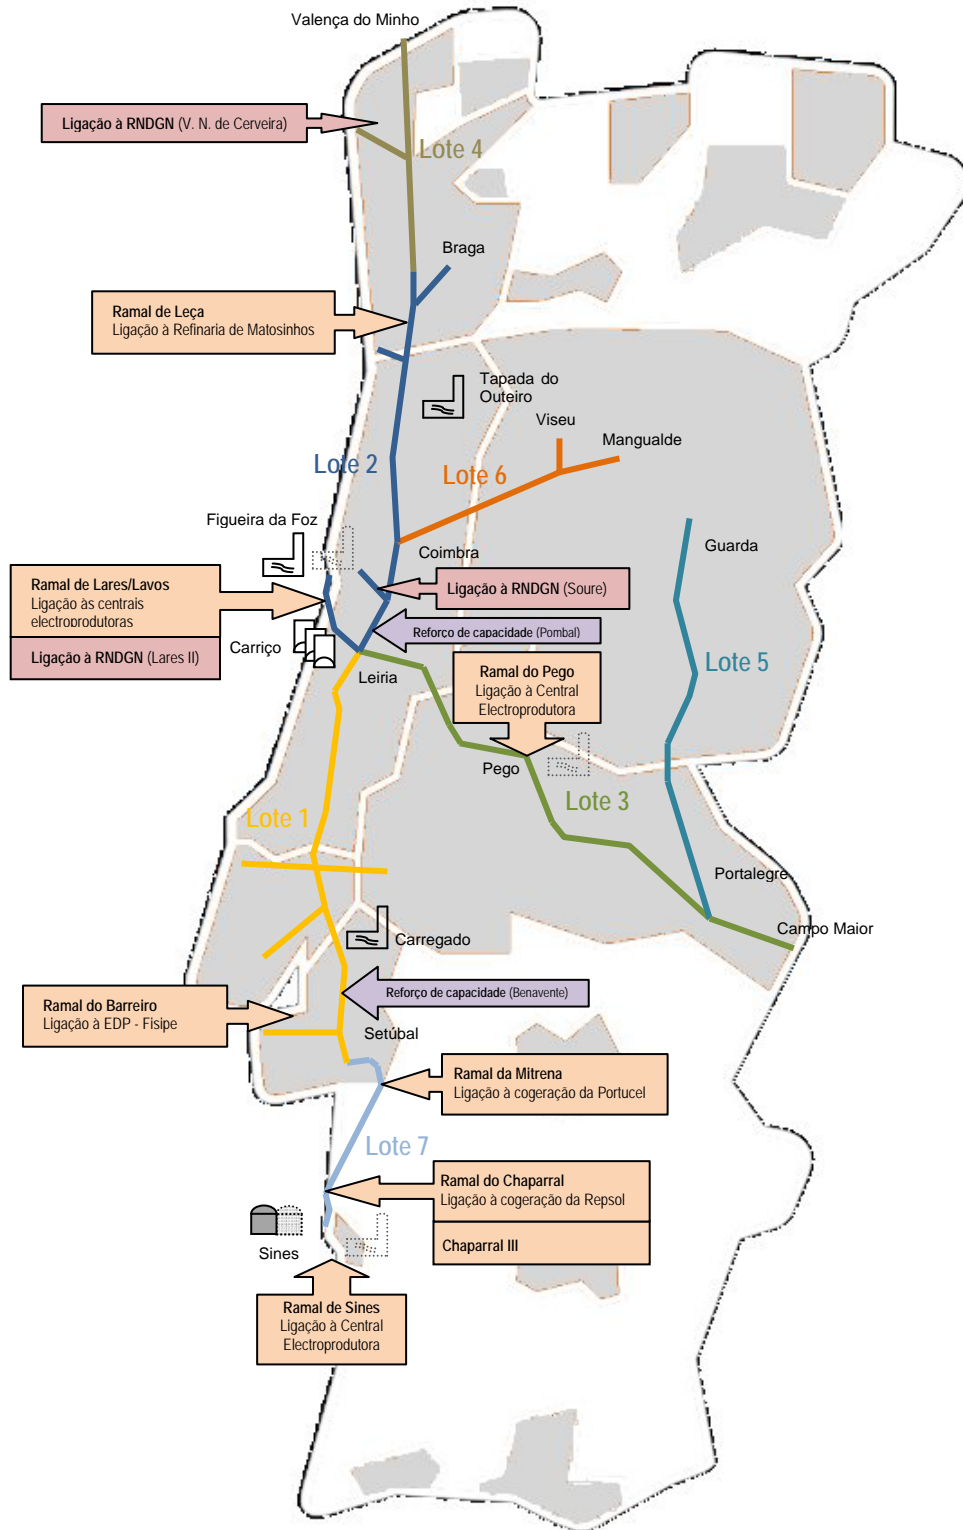 Valença do Minho
Ligação à RNDGN (V. N. de Cerveira)
Lote 4
Braga
Ramal de Leça
Ligação à Refinaria de Matosinhos
Tapada do
Outeiro
Viseu
Mangualde
Lote 2
Lote 6
Figueira da Foz
Coimbra
Guarda
Ramal de Lares/Lavos
Ligação às centrais
electroprodutoras
Ligação à RNDGN (Lares II)
Ligação à RNDGN (Soure)
Reforço de capacidade (Pombal)
Carriço
Leiria
Lote 5
Ramal do Pego
Ligação à Central
Electroprodutora
Pego
Lote 3
Lote 1
Portalegre
Campo Maior
Carregado
Reforço de capacidade (Benavente)
Ramal do Barreiro
Ligação à EDP - Fisipe
Setúbal
Ramal da Mitrena
Ligação à cogeração da Portucel
Lote 7
Ramal do Chaparral
Ligação à cogeração da Repsol
Chaparral III
Sines
Ramal de Sines
Ligação à Central
Electroprodutora